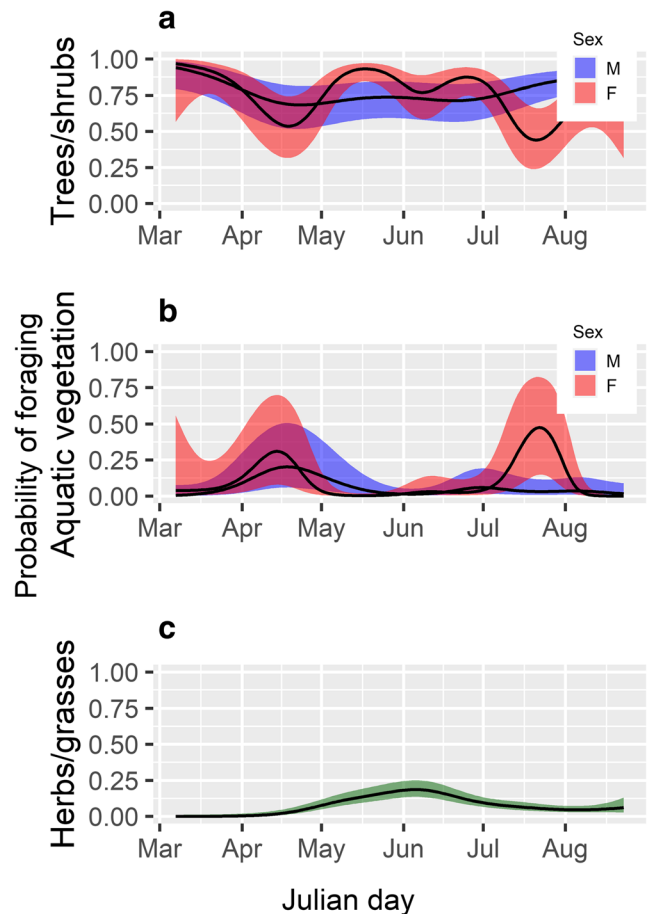 a
Trees/shrubs
1.00
0.75
0.50
0.25
0.00
Sex
M
F
Mar Apr May Jun Jul Aug
b
Probability of foraging
Aquatic vegetation
1.00
0.75
0.50
0.25
0.00
Sex
M
F
Mar Apr May Jun Jul Aug
c
Herbs/grasses
1.00
0.75
0.50
0.25
0.00
Mar Apr May Jun Jul Aug
Julian day